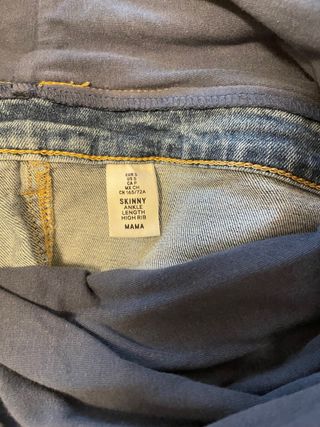 EUR S
US S
CA P
MX CH
CN 165/72A
SKINNY
ANKLE
LENGTH
HIGH RIB
MAMA